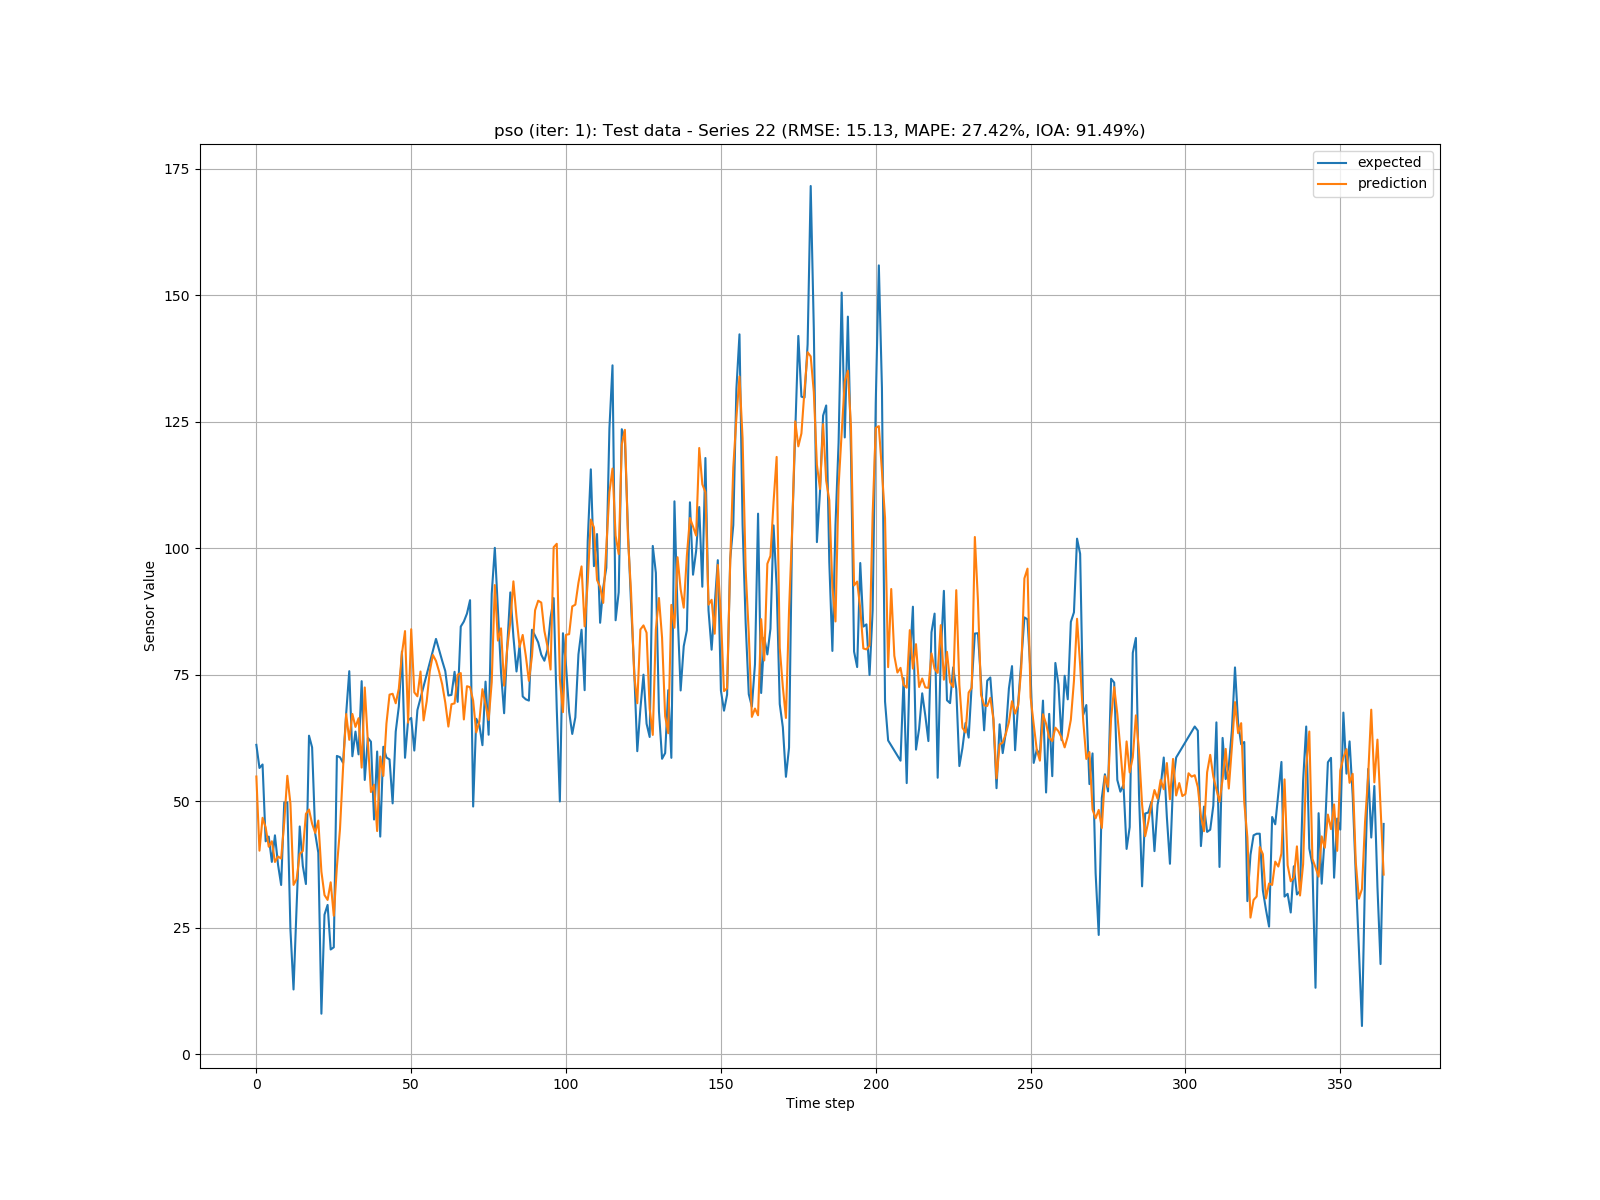 pso (iter: 1): Test data - Series 22 (RMSE: 15.13, MAPE: 27.42%, IOA: 91.49%)
expected
prediction
175
150
125
100
75
50
25
0
Sensor Value
0 50 100 150 200 250 300 350
Time step